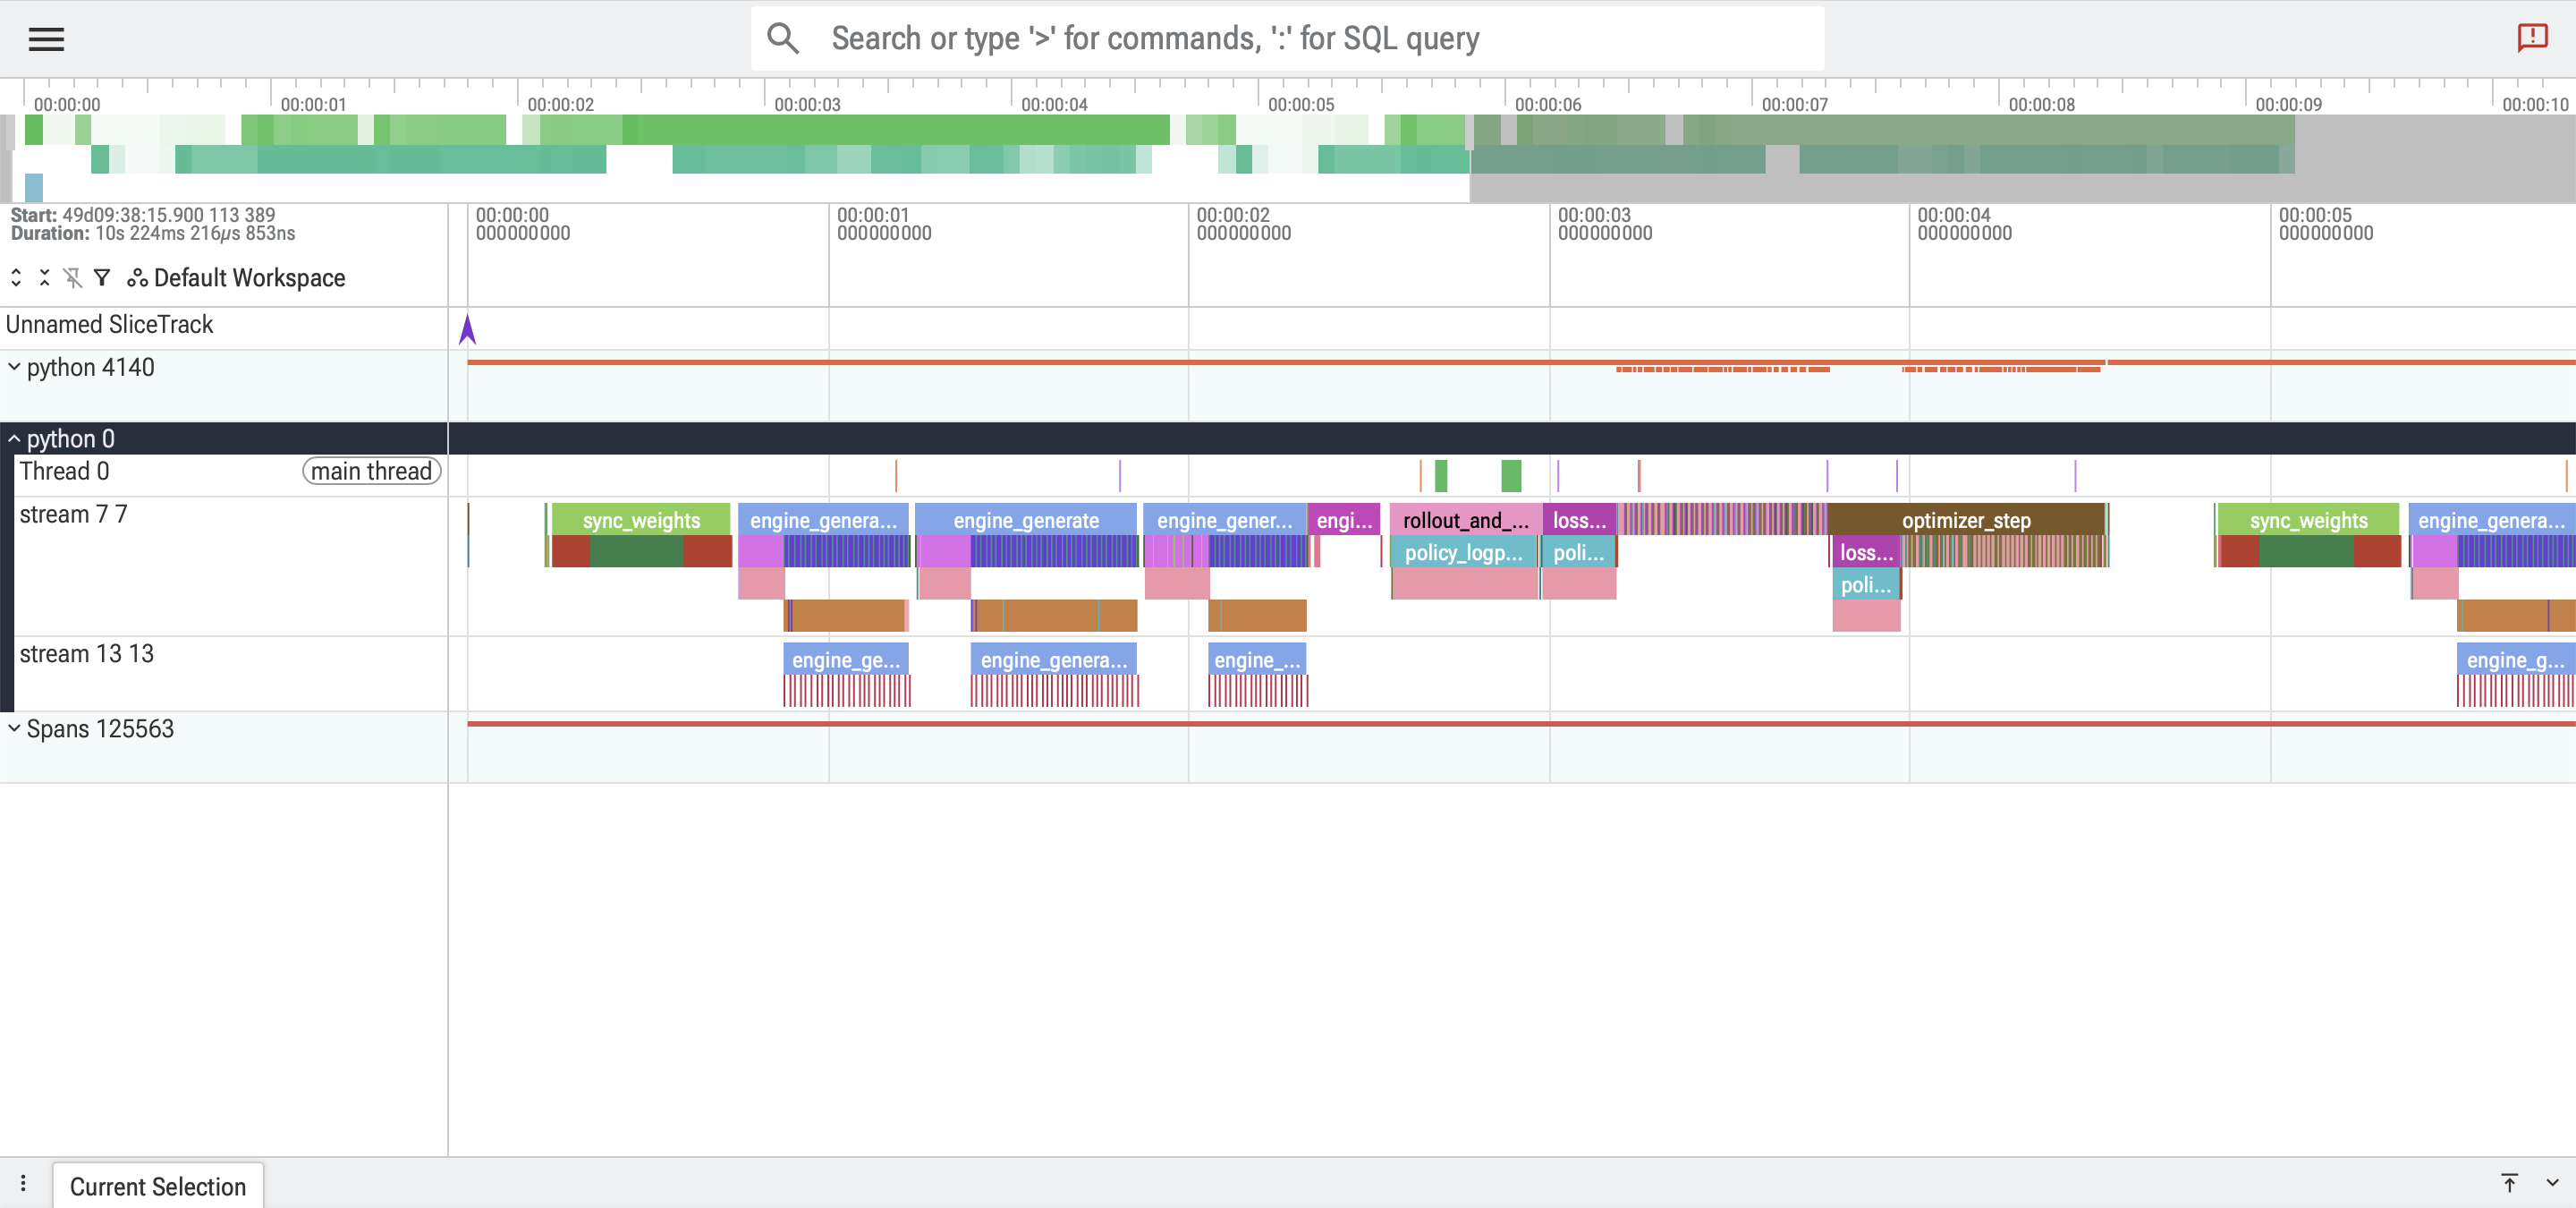 Search or type '>' for commands, ':' for SQL query
00:00:00 00:00:01 00:00:02 00:00:03 00:00:04 00:00:05 00:00:06 00:00:07 00:00:08 00:00:09 00:00:10
Start: 49d09:38:15.900 113 389
Duration: 10s 224ms 216µs 853ns
00:00:00 00:00:01 00:00:02 00:00:03 00:00:04 00:00:05
000000000 000000000 000000000 000000000 000000000 000000000
Default Workspace
Unnamed SliceTrack
python 4140
python 0
Thread 0 main thread
stream 7 7
sync_weights engine_genera... engine_generate engine_gener... engi... rollout_and_... loss... optimizer_step sync_weights engine_genera...
policy_logp... poli... loss...
poli...
stream 13 13
engine_ge... engine_genera... engine_... engine_g...
Spans 125563
Current Selection